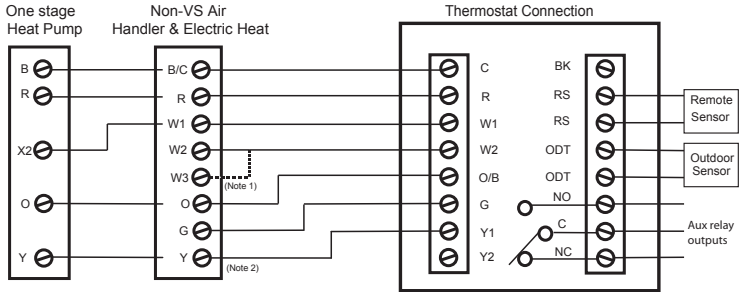 One stage
Heat Pump
Non-VS Air
Handler & Electric Heat
Thermostat Connection
B
R
X2
O
Y
B/C
R
W1
W2
W3
(Note 1)
O
G
Y
(Note 2)
C
R
W1
W2
O/B
G
Y1
Y2
BK
RS
RS
ODT
ODT
NO
C
NC
Remote
Sensor
Outdoor
Sensor
Aux relay
outputs